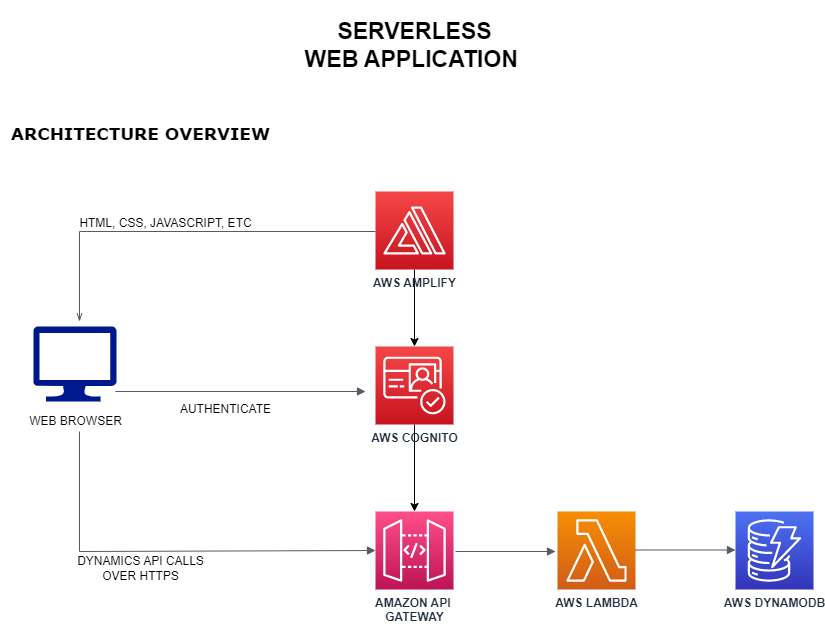 SERVERLESS
WEB APPLICATION
ARCHITECTURE OVERVIEW
HTML, CSS, JAVASCRIPT, ETC
AWS AMPLIFY
AUTHENTICATE
WEB BROWSER
AWS COGNITO
DYNAMICS API CALLS
OVER HTTPS
</>
AMAZON API
GATEWAY
AWS LAMBDA
AWS DYNAMODB